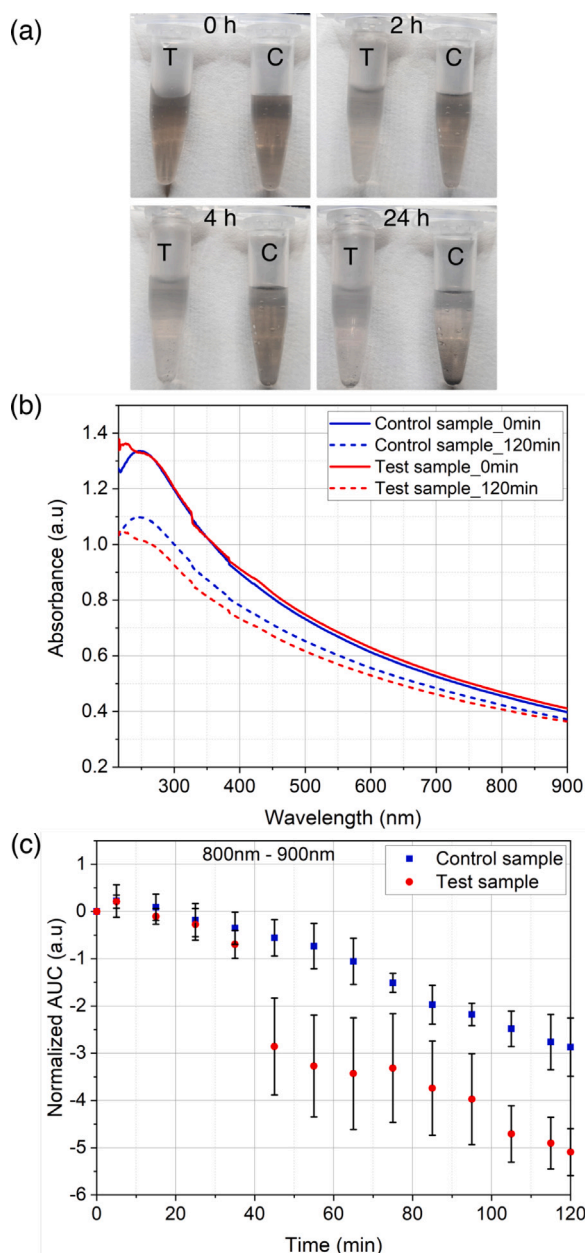 (a)
0 h
2 h
T
C
T
C
4 h
24 h
T
C
T
C
(b)
Control sample_0min
Control sample_120min
Test sample_0min
Test sample_120min
1.4
1.2
1.0
0.8
0.6
0.4
0.2
Absorbance (a.u)
300
400
500
600
700
800
900
Wavelength (nm)
(c)
800nm - 900nm
Control sample
Test sample
1
0
-1
-2
-3
-4
-5
-6
Normalized AUC (a.u)
0
20
40
60
80
100
120
Time (min)